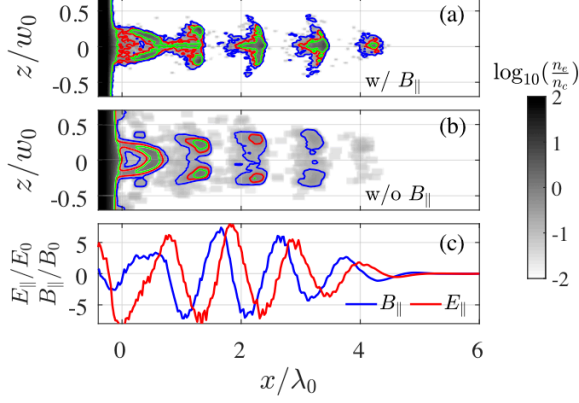 (a)
0.5
0
-0.5
z/w₀
w/ B∥
log₁₀(nₑ/n_c)
2
1
0
-1
-2
(b)
0.5
0
-0.5
z/w₀
w/o B∥
(c)
5
0
-5
E∥/E₀
B∥/B₀
B∥ E∥
0 2 4 6
x/λ₀